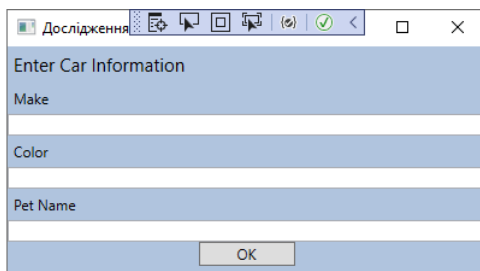 Дослідження
Enter Car Information
Make
Color
Pet Name
OK